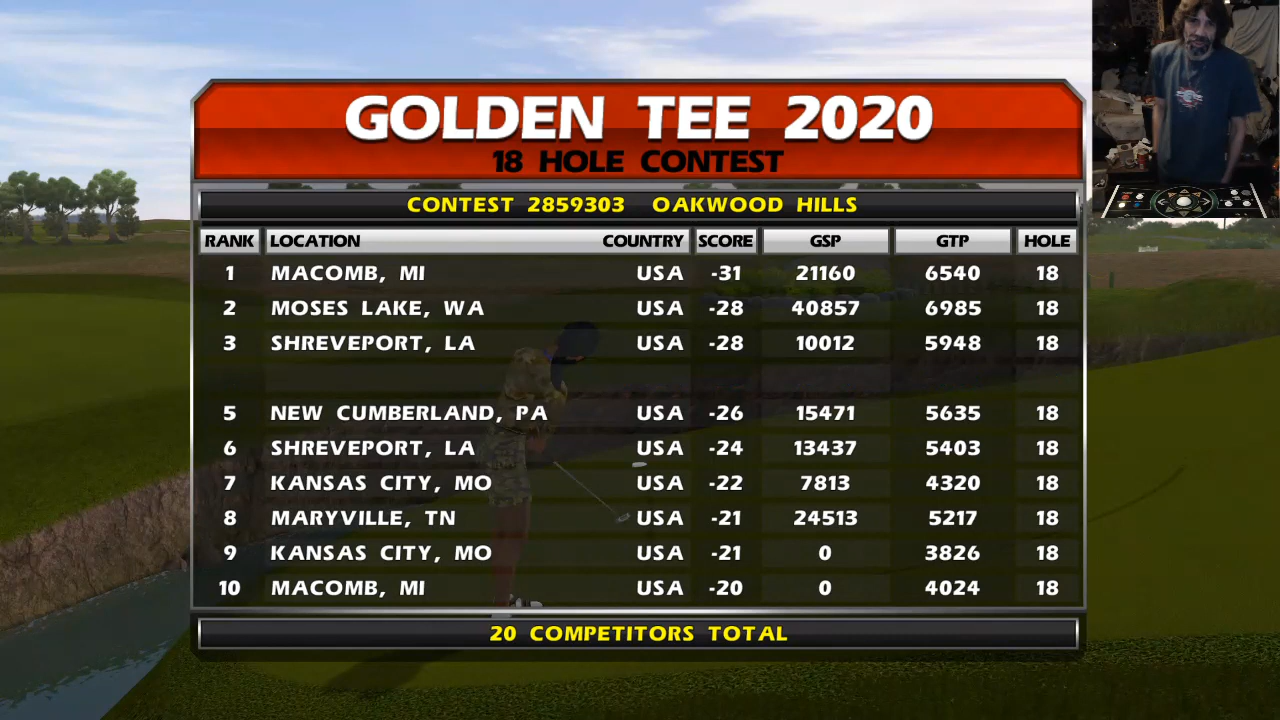 GOLDEN TEE 2020
18 HOLE CONTEST
CONTEST 2859303 OAKWOOD HILLS
RANK LOCATION COUNTRY SCORE GSP GTP HOLE
1 MACOMB, MI USA -31 21160 6540 18
2 MOSES LAKE, WA USA -28 40857 6985 18
3 SHREVEPORT, LA USA -28 10012 5948 18
5 NEW CUMBERLAND, PA USA -26 15471 5635 18
6 SHREVEPORT, LA USA -24 13437 5403 18
7 KANSAS CITY, MO USA -22 7813 4320 18
8 MARYVILLE, TN USA -21 24513 5217 18
9 KANSAS CITY, MO USA -21 0 3826 18
10 MACOMB, MI USA -20 0 4024 18
20 COMPETITORS TOTAL